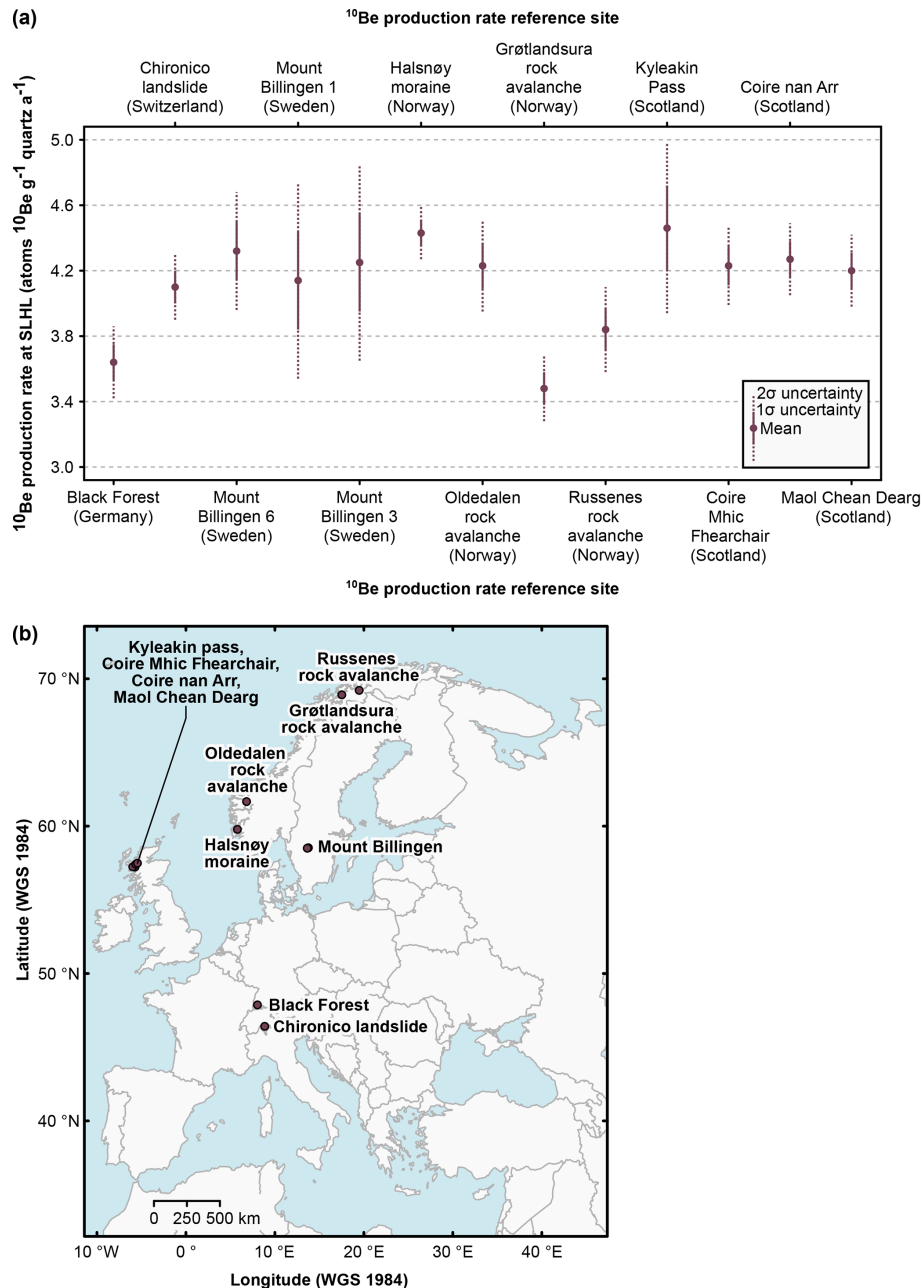 (a)
¹⁰Be production rate reference site
Chironico
landslide
(Switzerland)
Mount
Billingen 1
(Sweden)
Halsnøy
moraine
(Norway)
Grøtlandsura
rock
avalanche
(Norway)
Kyleakin
Pass
(Scotland)
Coire nan Arr
(Scotland)
¹⁰Be production rate at SLHL (atoms ¹⁰Be g⁻¹ quartz a⁻¹)
5.0
4.6
4.2
3.8
3.4
3.0
2σ uncertainty
1σ uncertainty
Mean
Black Forest
(Germany)
Mount
Billingen 6
(Sweden)
Mount
Billingen 3
(Sweden)
Oldedalen
rock
avalanche
(Norway)
Russenes
rock
avalanche
(Norway)
Coire
Mhic
Fhearchair
(Scotland)
Maol Chean Dearg
(Scotland)
¹⁰Be production rate reference site
(b)
Kyleakin pass,
Coire Mhic Fhearchair,
Coire nan Arr,
Maol Chean Dearg
Russenes
rock avalanche
Grøtlandsura
rock avalanche
Oldedalen
rock
avalanche
Halsnøy
moraine
Mount Billingen
Black Forest
Chironico landslide
Latitude (WGS 1984)
70 °N
60 °N
50 °N
40 °N
0 250 500 km
10 °W 0 ° 10 °E 20 °E 30 °E 40 °E
Longitude (WGS 1984)